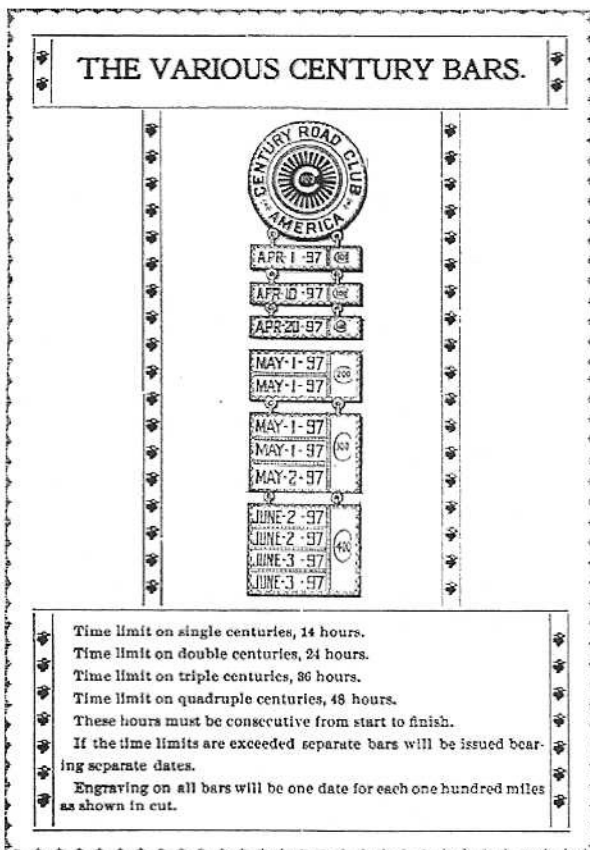 THE VARIOUS CENTURY BARS.
CENTURY ROAD CLUB
AMERICA
APR-1-97 100
APR-10-97 100
APR-20-97 100
MAY-1-97
MAY-1-97
200
MAY-1-97
MAY-1-97
MAY-2-97
300
JUNE-2-97
JUNE-2-97
JUNE-3-97
JUNE-3-97
400
Time limit on single centuries, 14 hours.
Time limit on double centuries, 24 hours.
Time limit on triple centuries, 36 hours.
Time limit on quadruple centuries, 48 hours.
These hours must be consecutive from start to finish.
If the time limits are exceeded separate bars will be issued bear-
ing separate dates.
Engraving on all bars will be one date for each one hundred miles
as shown in cut.